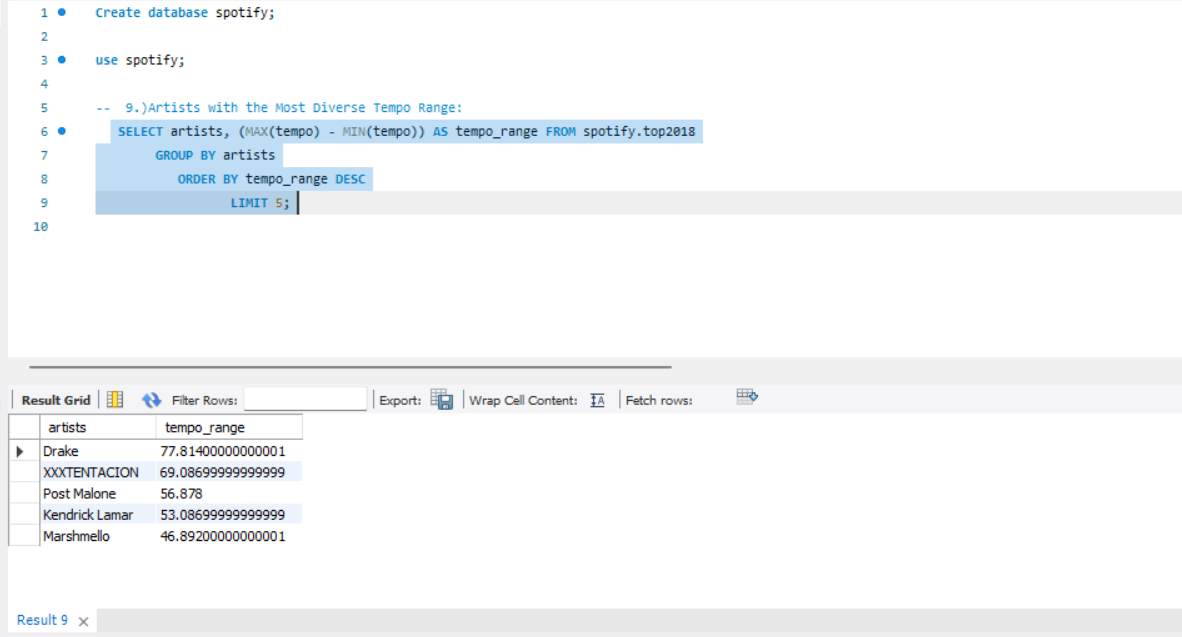 1 Create database spotify;
2
3 use spotify;
4
5 -- 9.)Artists with the Most Diverse Tempo Range:
6 SELECT artists, (MAX(tempo) - MIN(tempo)) AS tempo_range FROM spotify.top2018
7 GROUP BY artists
8 ORDER BY tempo_range DESC
9 LIMIT 5;
10
Result Grid Filter Rows: Export: Wrap Cell Content: IA Fetch rows:
artists tempo_range
Drake 77.81400000000001
XXXTENTACION 69.08699999999999
Post Malone 56.878
Kendrick Lamar 53.08699999999999
Marshmello 46.89200000000001
Result 9